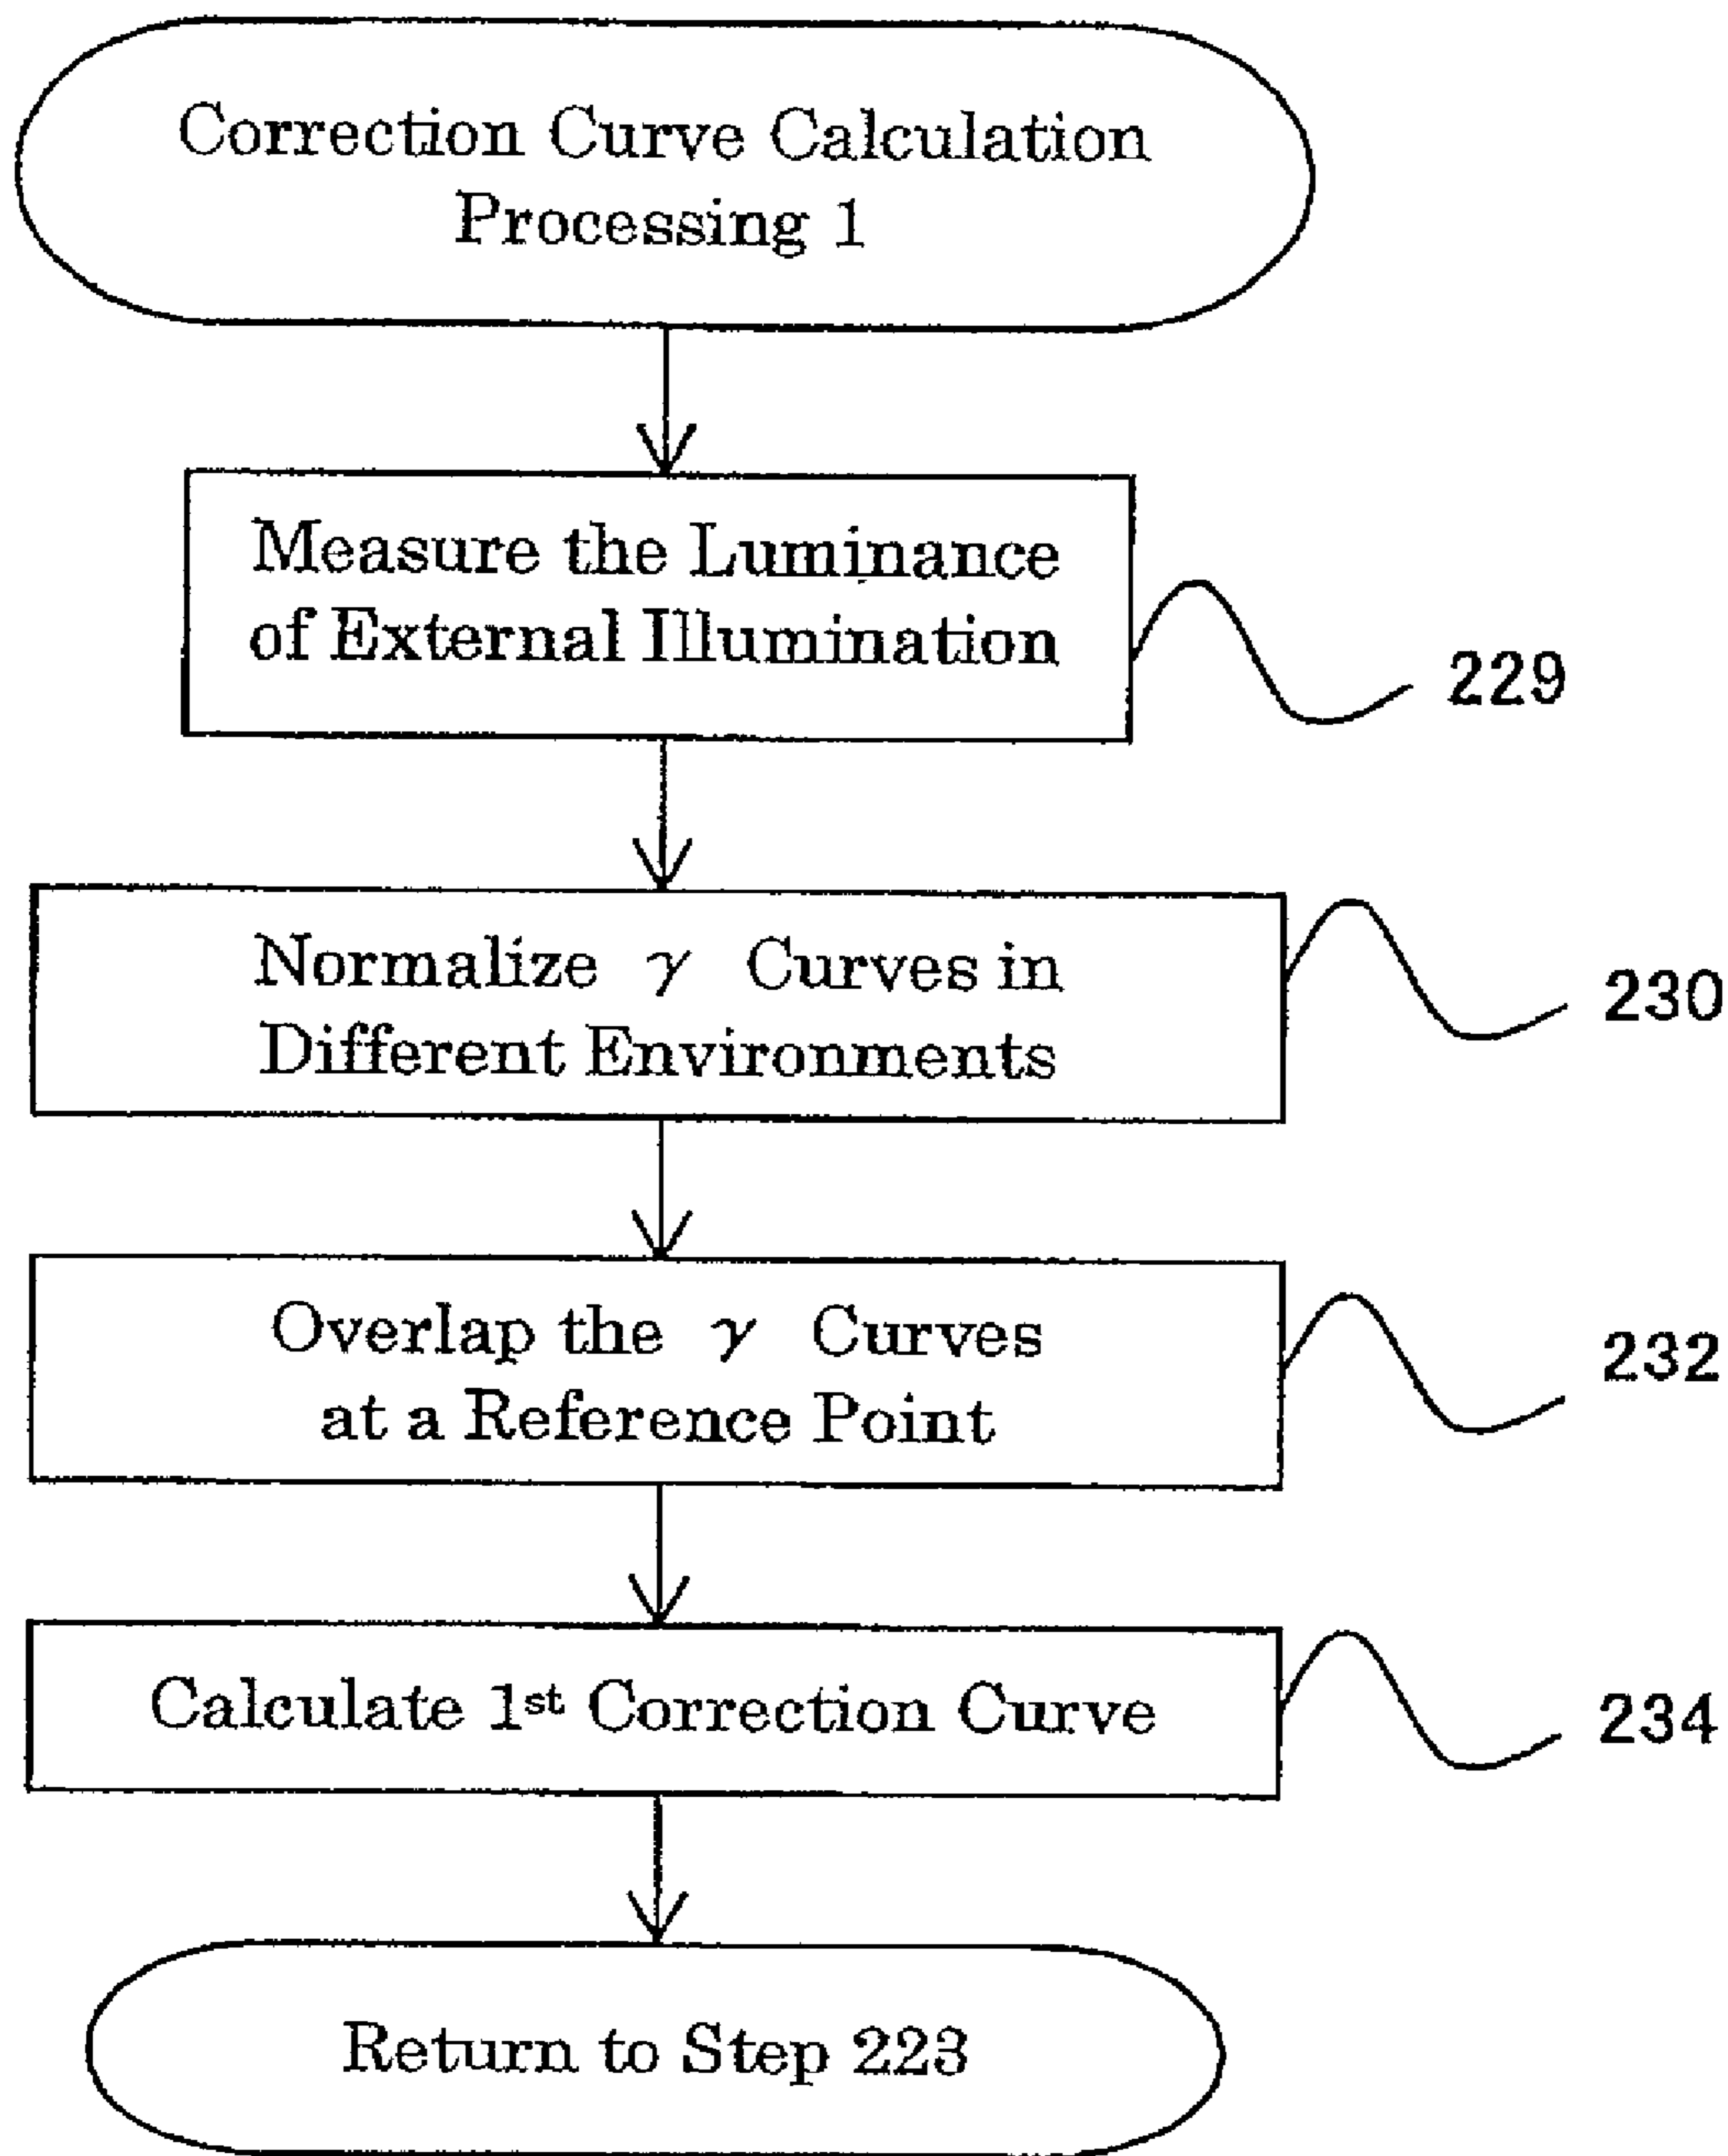 Correction Curve Calculation
Processing 1
Measure the Luminance
of External Illumination
229
Normalize γ Curves in
Different Environments
230
Overlap the γ Curves
at a Reference Point
232
Calculate 1st Correction Curve
234
Return to Step 223